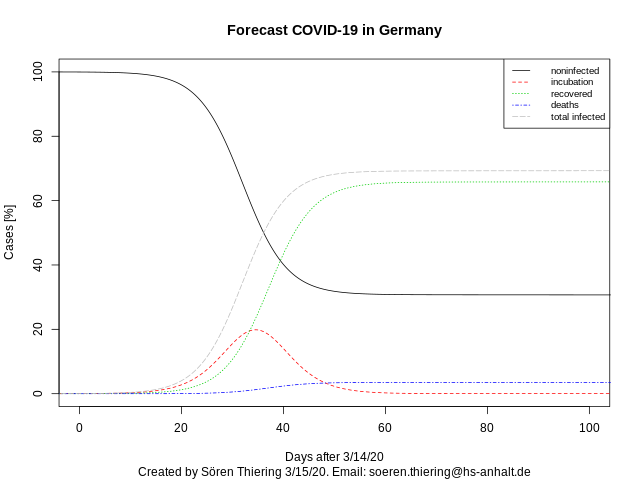 Forecast COVID-19 in Germany
noninfected
incubation
recovered
deaths
total infected
Cases [%]
100
80
60
40
20
0
0 20 40 60 80 100
Days after 3/14/20
Created by Sören Thiering 3/15/20. Email: soeren.thiering@hs-anhalt.de